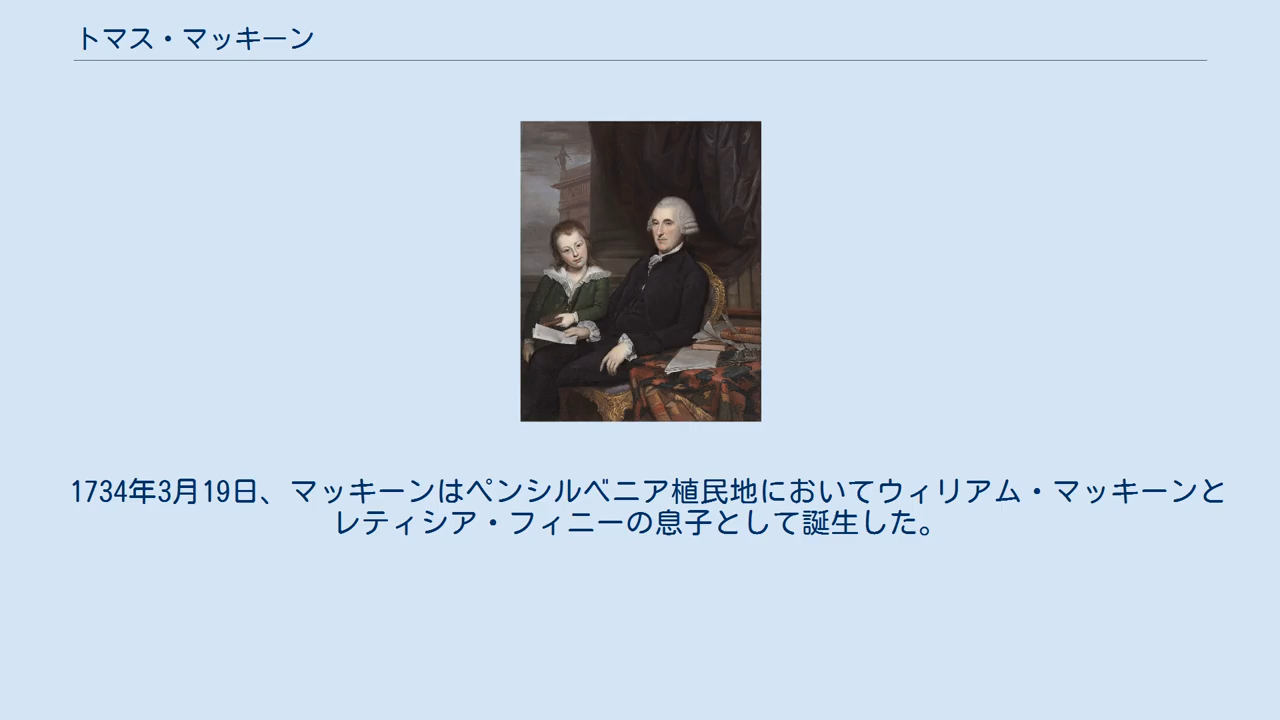 トマス・マッキーン
1734年3月19日、マッキーンはペンシルベニア植民地においてウィリアム・マッキーンと
レティシア・フィニーの息子として誕生した。